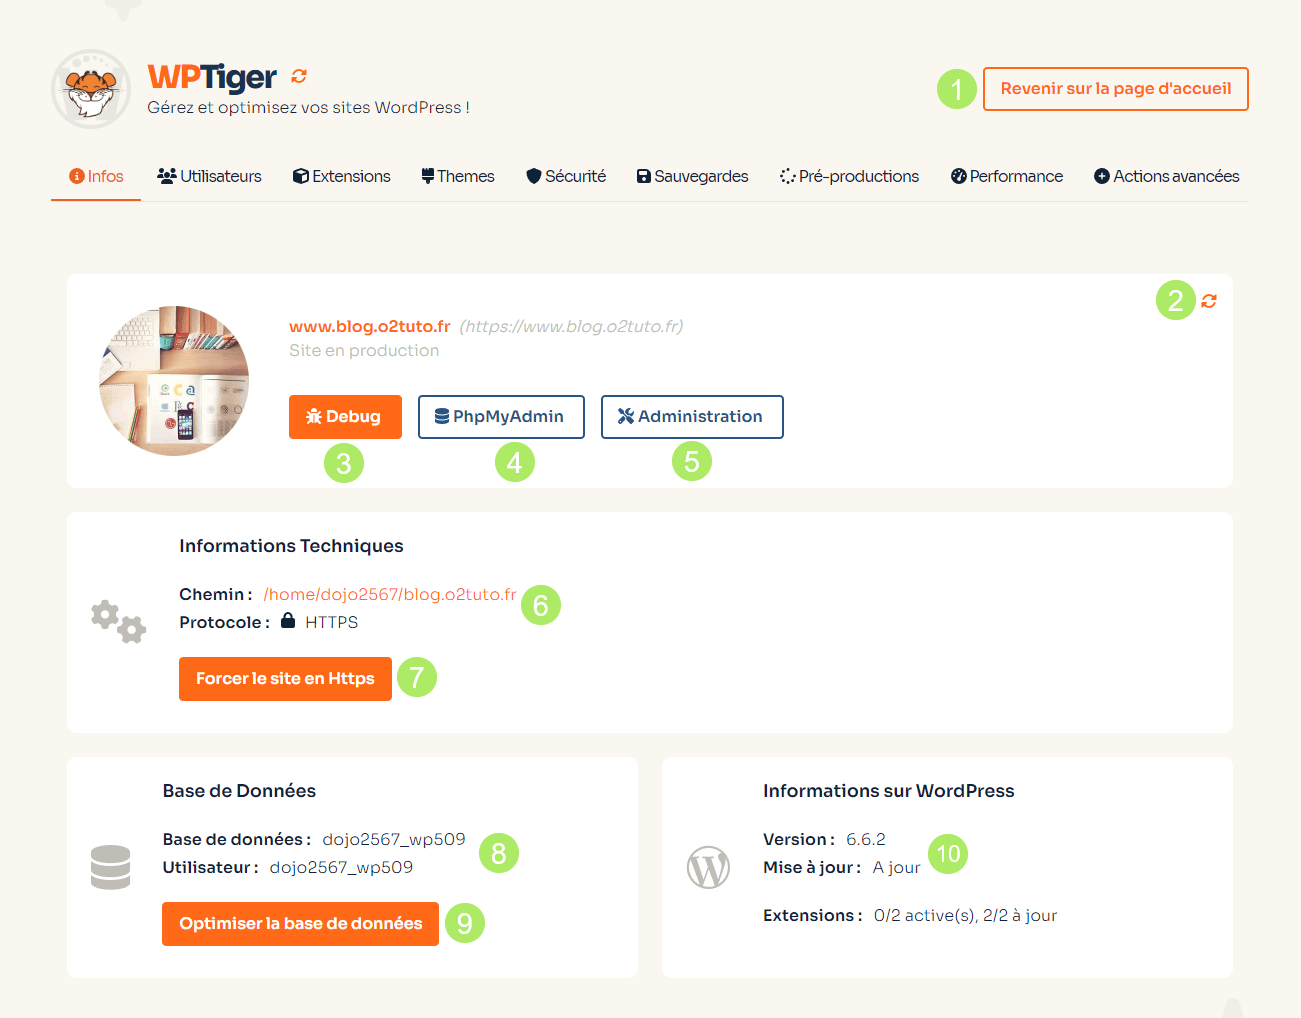 WPTiger
Gérez et optimisez vos sites WordPress !
1 Revenir sur la page d'accueil
Infos Utilisateurs Extensions Themes Sécurité Sauvegardes Pré-productions Performance Actions avancées
2
www.blog.o2tuto.fr (https://www.blog.o2tuto.fr)
Site en production
Debug PhpMyAdmin Administration
3 4 5
Informations Techniques
Chemin : /home/dojo2567/blog.o2tuto.fr
6
Protocole : HTTPS
Forcer le site en Https 7
Base de Données
Base de données : dojo2567_wp509
8
Utilisateur : dojo2567_wp509
Optimiser la base de données 9
Informations sur WordPress
Version : 6.6.2
10
Mise à jour : A jour
Extensions : 0/2 active(s), 2/2 à jour